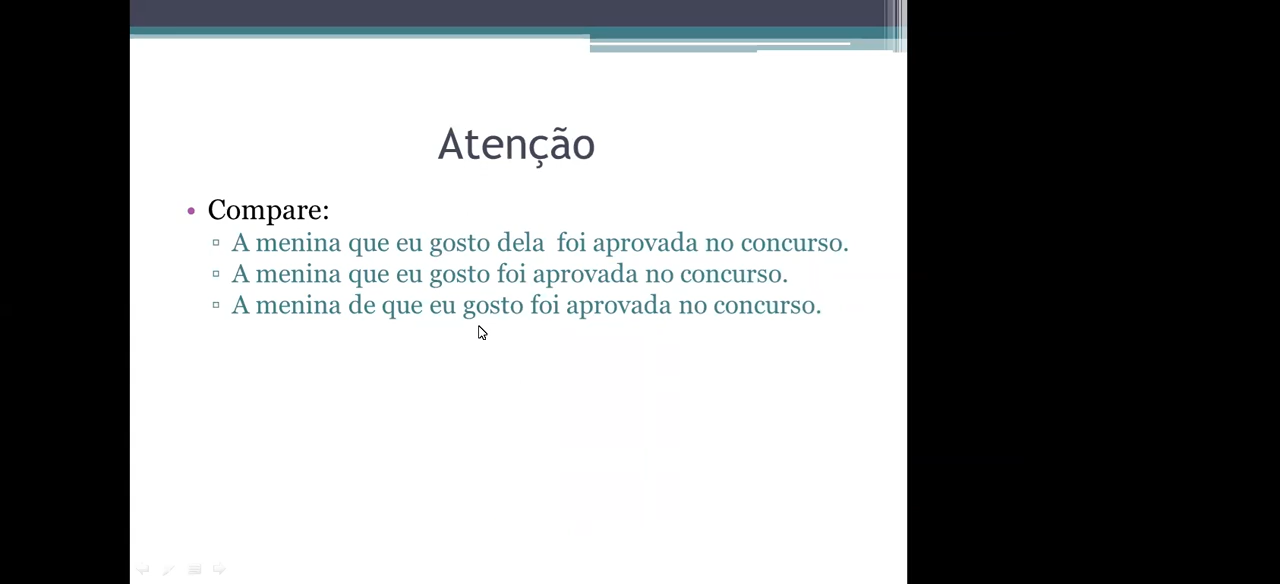 Atenção
• Compare:
▫ A menina que eu gosto dela  foi aprovada no concurso.
▫ A menina que eu gosto foi aprovada no concurso.
▫ A menina de que eu gosto foi aprovada no concurso.